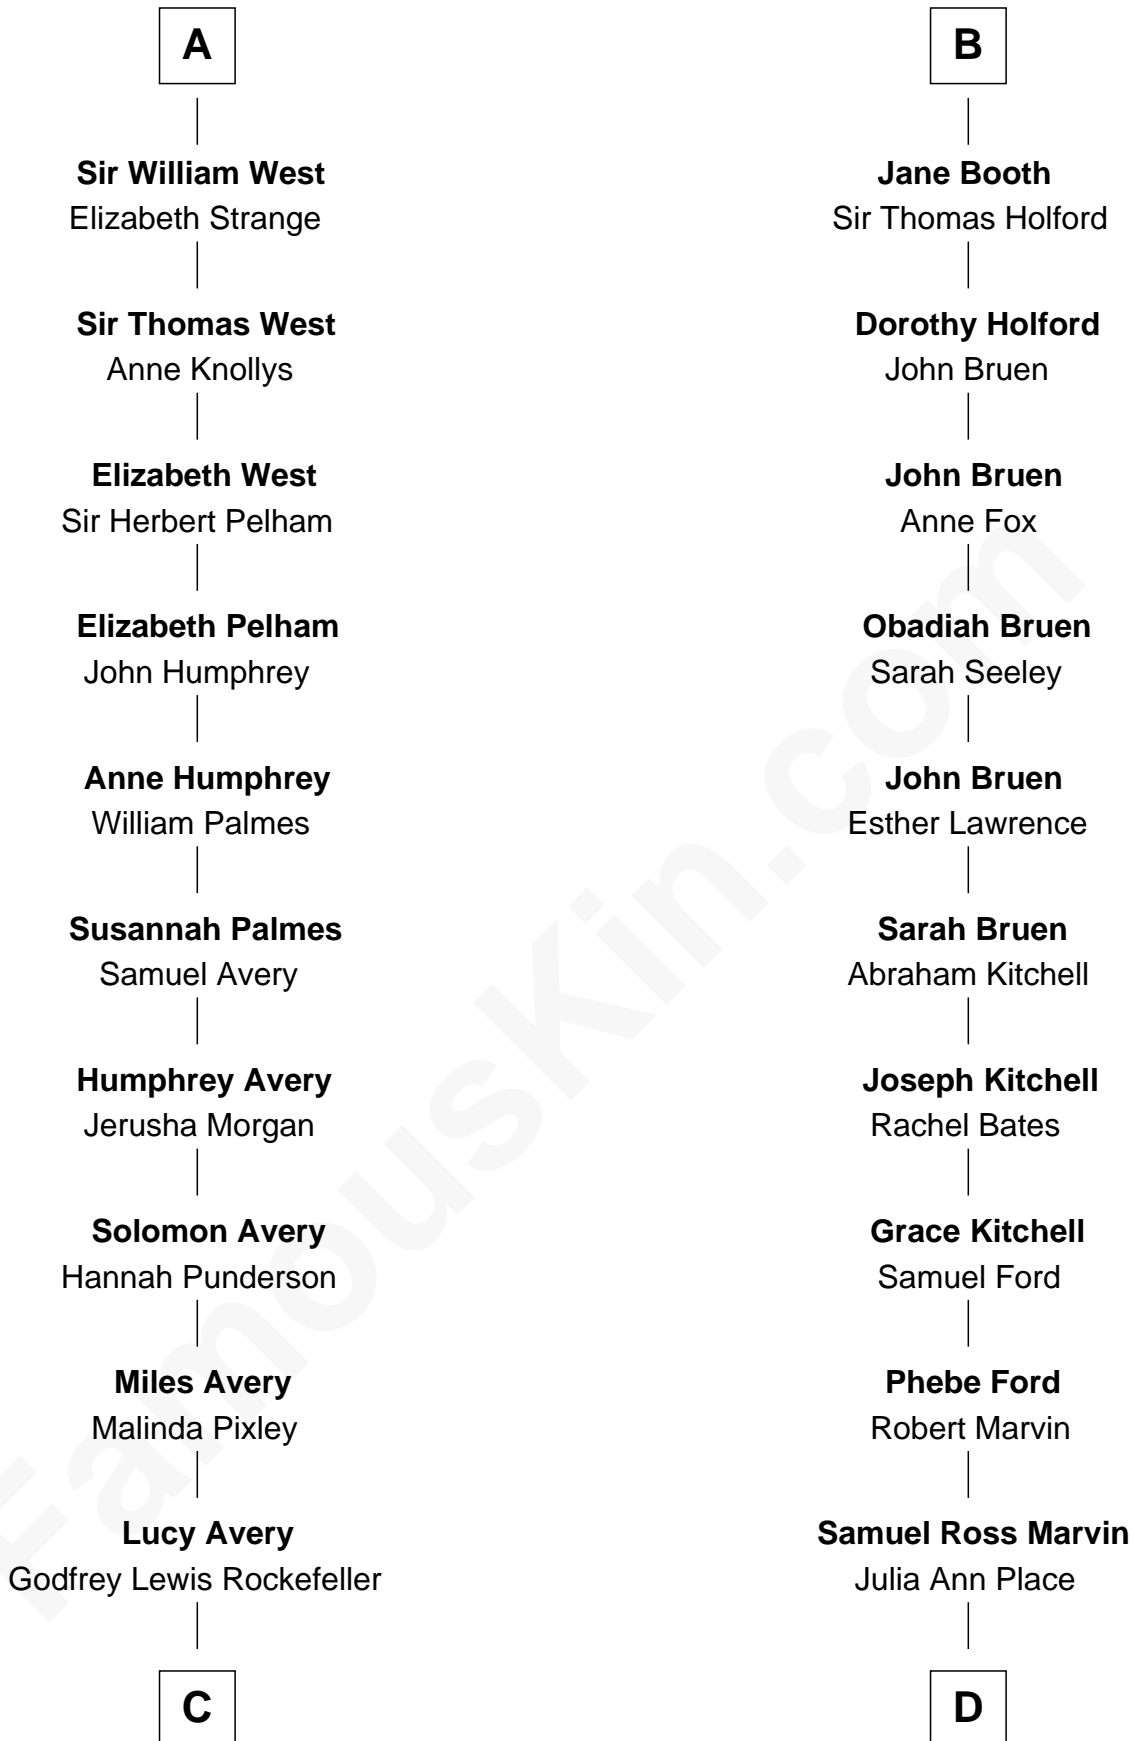 A
Sir William West
Elizabeth Strange
Sir Thomas West
Anne Knollys
Elizabeth West
Sir Herbert Pelham
Elizabeth Pelham
John Humphrey
Anne Humphrey
William Palmes
Susannah Palmes
Samuel Avery
Humphrey Avery
Jerusha Morgan
Solomon Avery
Hannah Punderson
Miles Avery
Malinda Pixley
Lucy Avery
Godfrey Lewis Rockefeller
C
B
Jane Booth
Sir Thomas Holford
Dorothy Holford
John Bruen
John Bruen
Anne Fox
Obadiah Bruen
Sarah Seeley
John Bruen
Esther Lawrence
Sarah Bruen
Abraham Kitchell
Joseph Kitchell
Rachel Bates
Grace Kitchell
Samuel Ford
Phebe Ford
Robert Marvin
Samuel Ross Marvin
Julia Ann Place
D
FamousKin.com